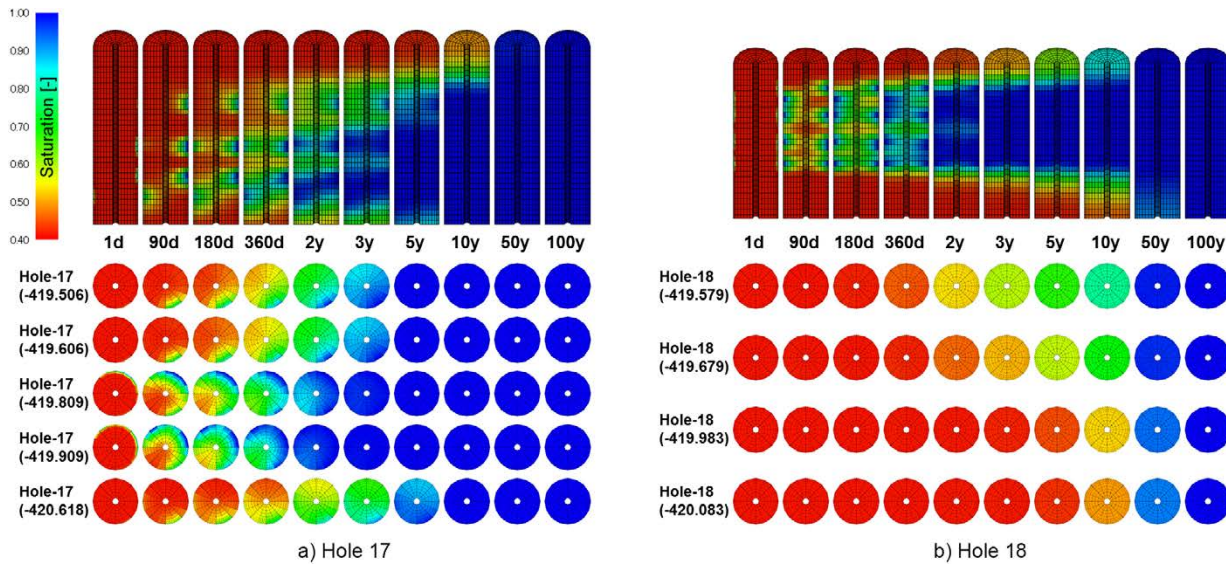 1.00
0.90
0.80
0.70
0.60
0.50
0.40
Saturation [-]
1d 90d 180d 360d 2y 3y 5y 10y 50y 100y
Hole-17
(-419.506)
Hole-17
(-419.606)
Hole-17
(-419.809)
Hole-17
(-419.909)
Hole-17
(-420.618)
a) Hole 17
1d 90d 180d 360d 2y 3y 5y 10y 50y 100y
Hole-18
(-419.579)
Hole-18
(-419.679)
Hole-18
(-419.983)
Hole-18
(-420.083)
b) Hole 18